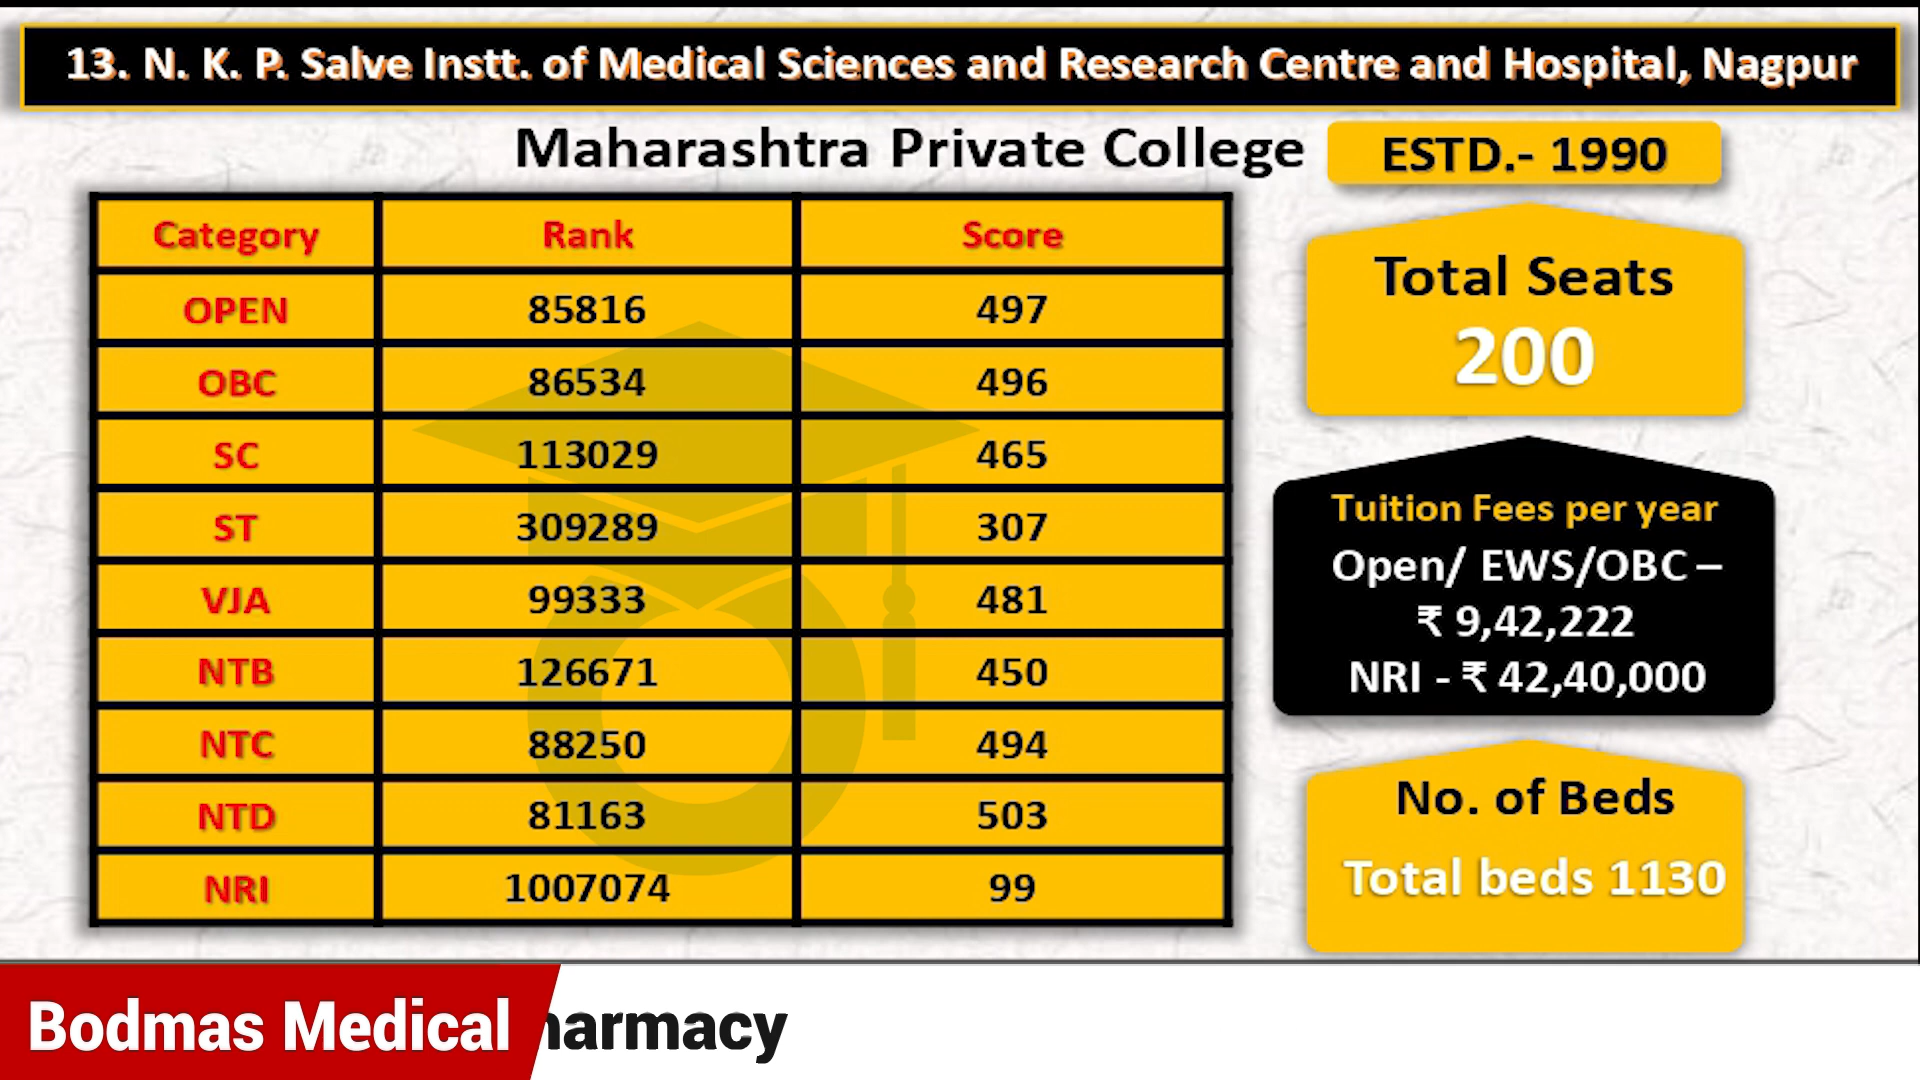 13. N. K. P. Salve Instt. of Medical Sciences and Research Centre and Hospital, Nagpur
Maharashtra Private College
ESTD.- 1990
Category Rank Score
OPEN 85816 497
OBC 86534 496
SC 113029 465
ST 309289 307
VJA 99333 481
NTB 126671 450
NTC 88250 494
NTD 81163 503
NRI 1007074 99
Total Seats
200
Tuition Fees per year
Open/ EWS/OBC –
₹ 9,42,222
NRI - ₹ 42,40,000
No. of Beds
Total beds 1130
Bodmas Medical